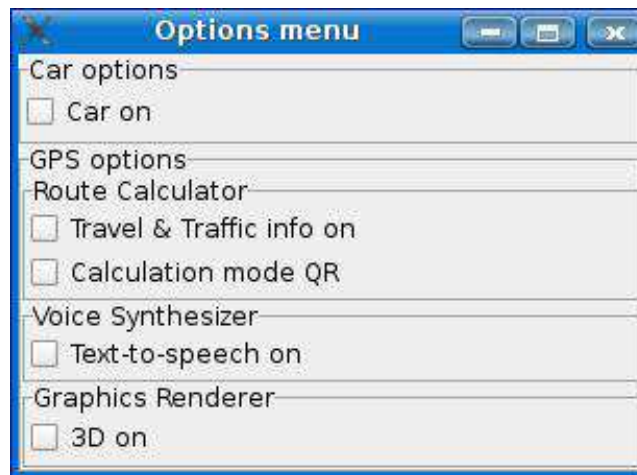 Options menu
Car options
Car on
GPS options
Route Calculator
Travel & Traffic info on
Calculation mode QR
Voice Synthesizer
Text-to-speech on
Graphics Renderer
3D on